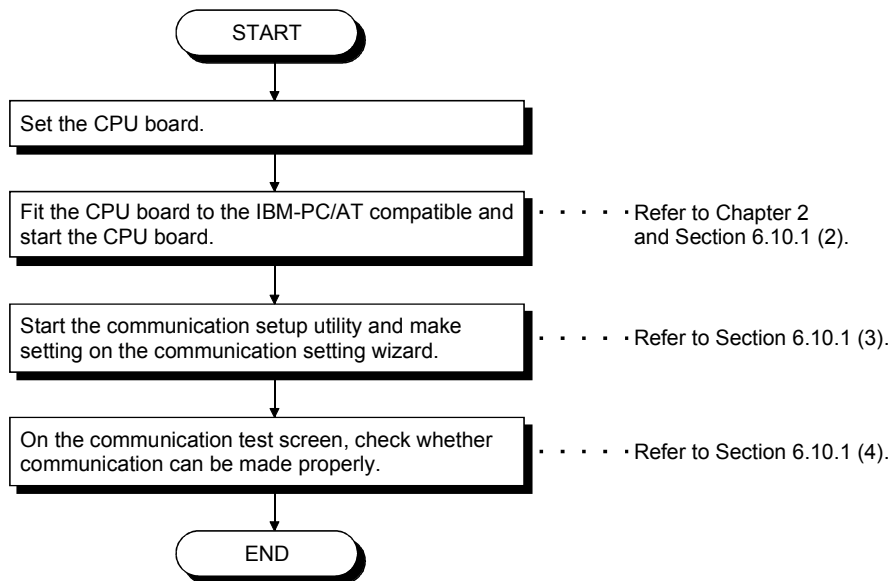 START
Set the CPU board.
Fit the CPU board to the IBM-PC/AT compatible and
start the CPU board.
Refer to Chapter 2
and Section 6.10.1 (2).
Start the communication setup utility and make
setting on the communication setting wizard.
Refer to Section 6.10.1 (3).
On the communication test screen, check whether
communication can be made properly.
Refer to Section 6.10.1 (4).
END